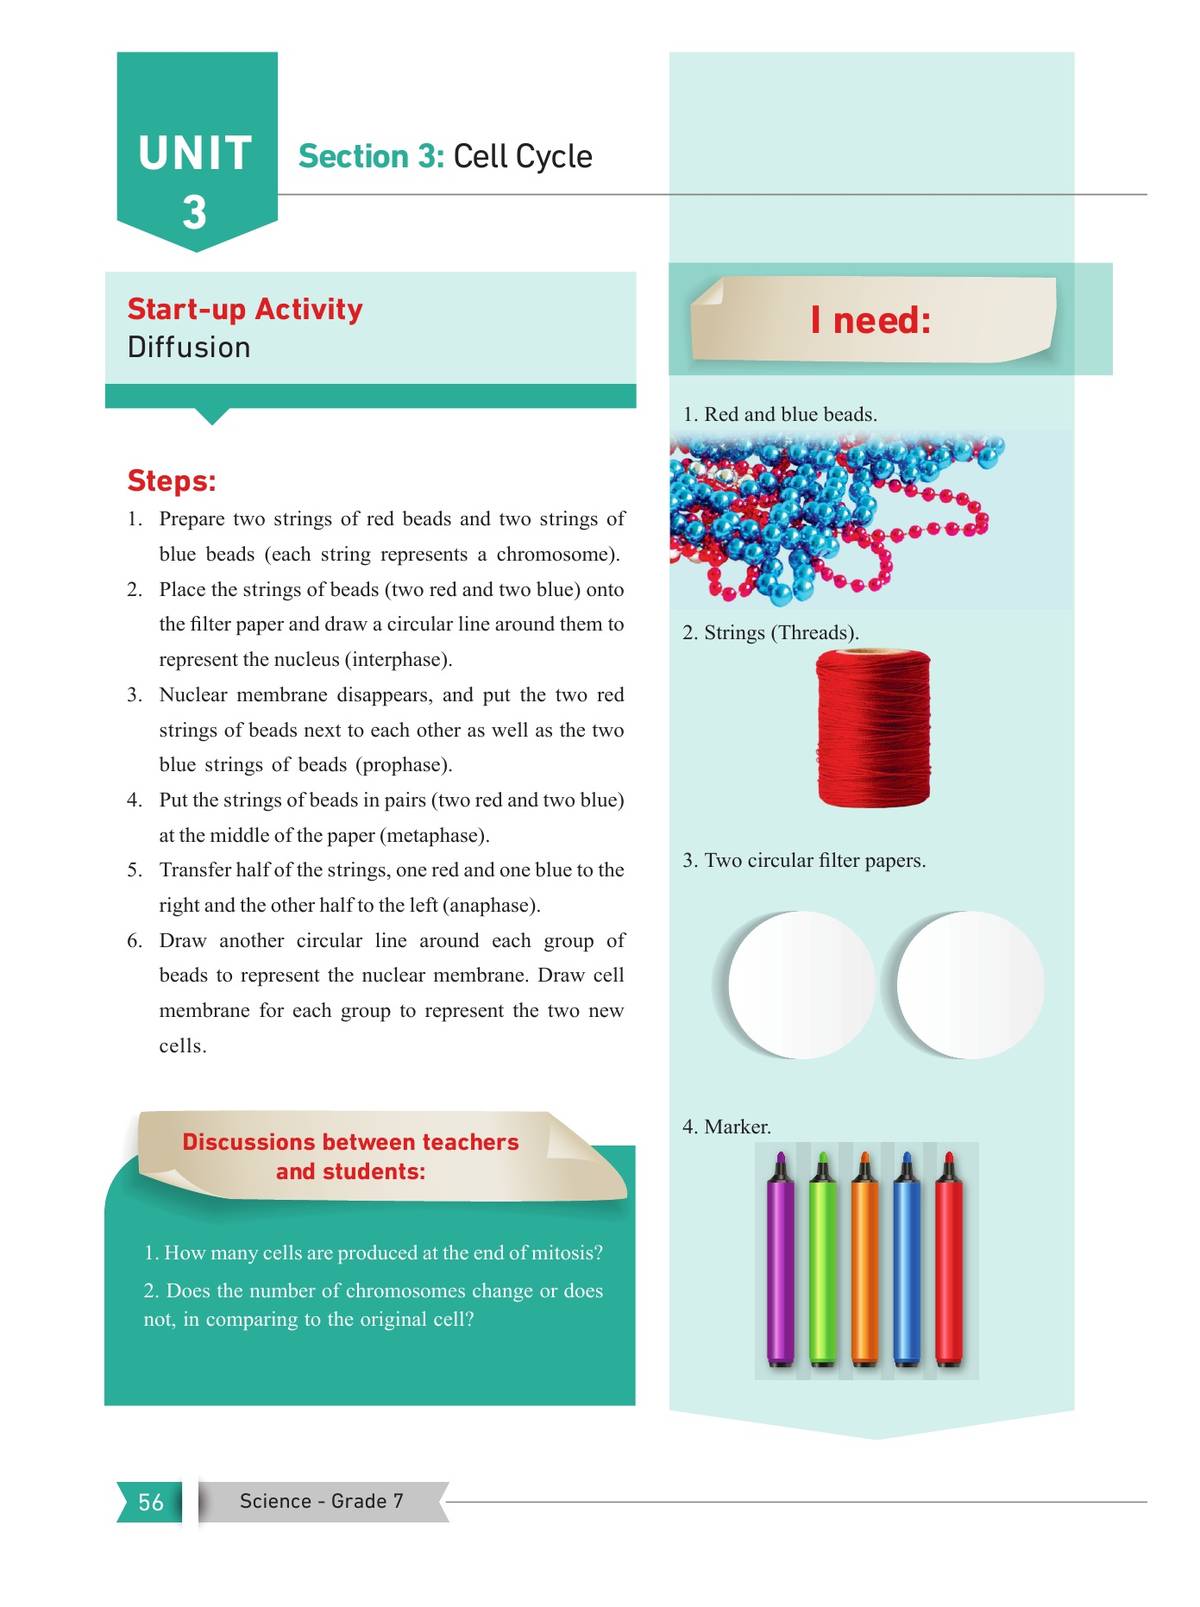 UNIT
3
Section 3: Cell Cycle
Start-up Activity
Diffusion
Steps:
1. Prepare two strings of red beads and two strings of
blue beads (each string represents a chromosome).
2. Place the strings of beads (two red and two blue) onto
the filter paper and draw a circular line around them to
represent the nucleus (interphase).
3. Nuclear membrane disappears, and put the two red
strings of beads next to each other as well as the two
blue strings of beads (prophase).
4. Put the strings of beads in pairs (two red and two blue)
at the middle of the paper (metaphase).
5. Transfer half of the strings, one red and one blue to the
right and the other half to the left (anaphase).
6. Draw another circular line around each group of
beads to represent the nuclear membrane. Draw cell
membrane for each group to represent the two new
cells.
Discussions between teachers
and students:
1. How many cells are produced at the end of mitosis?
2. Does the number of chromosomes change or does
not, in comparing to the original cell?
I need:
1. Red and blue beads.
2. Strings (Threads).
3. Two circular filter papers.
4. Marker.
56
Science - Grade 7